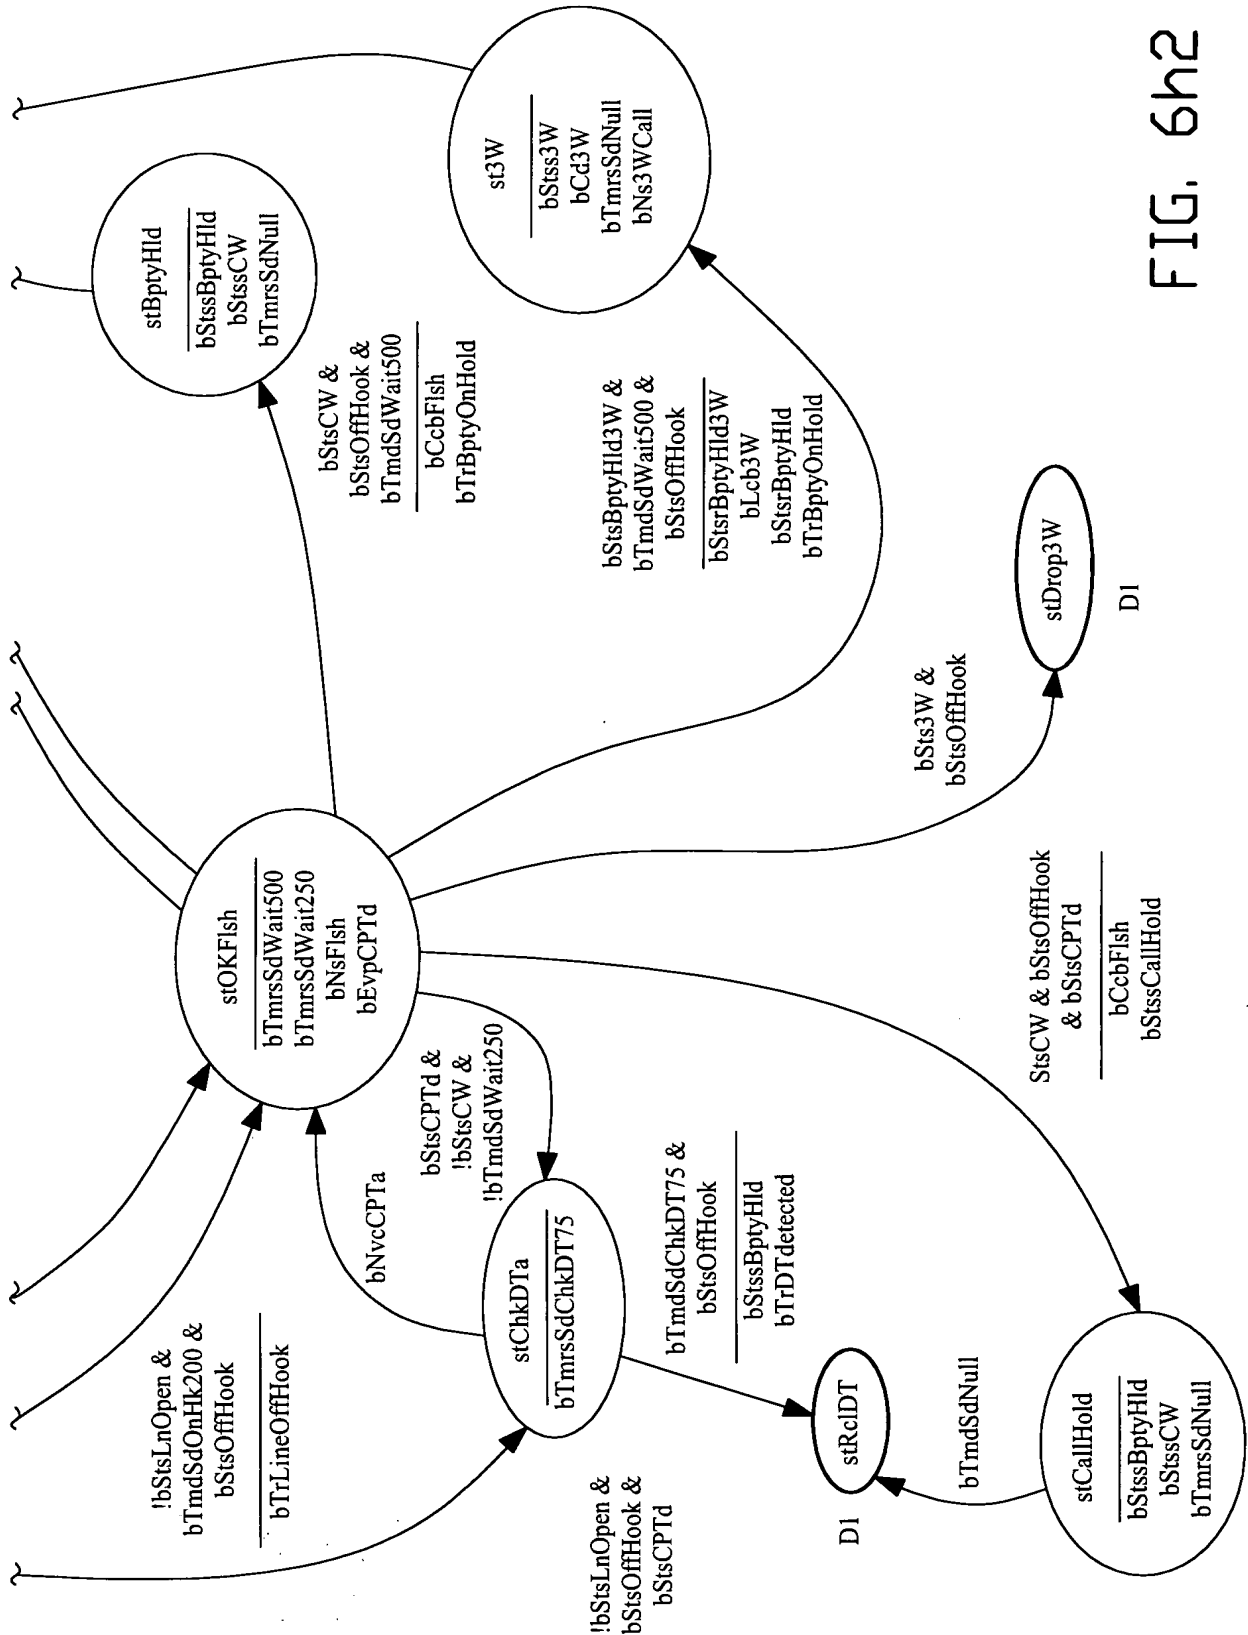 stBptyHld
bStssBptyHld
bStssCW
bTmrsSdNull
st3W
bStss3W
bCd3W
bTmrsSdNull
bNs3WCall
bStsCW &
bStsOffHook &
bTmdSdWait500
bCcbFlsh
bTrBptyOnHold
bStsBptyHld3W &
bTmdSdWait500 &
bStsOffHook
bStsrBptyHld3W
bLcb3W
bStsrBptyHld
bTrBptyOnHold
stDrop3W
D1
bSts3W &
bStsOffHook
stOKFlsh
bTmrsSdWait500
bTmrsSdWait250
bNsFlsh
bEvpCPTd
StsCW & bStsOffHook
& bStsCPTd
bCcbFlsh
bStssCallHold
bStsCPTd &
!bStsCW &
!bTmdSdWait250
bNvcCPTa
!bStsLnOpen &
bTmdSdOnHk200 &
bStsOffHook
bTrLineOffHook
stChkDTa
bTmrsSdChkDT75
bTmdSdChkDT75 &
bStsOffHook
bStssBptyHld
bTrDTdetected
!bStsLnOpen &
bStsOffHook &
bStsCPTd
stRclDT
D1
bTmdSdNull
stCallHold
bStssBptyHld
bStssCW
bTmrsSdNull
FIG. 6h2